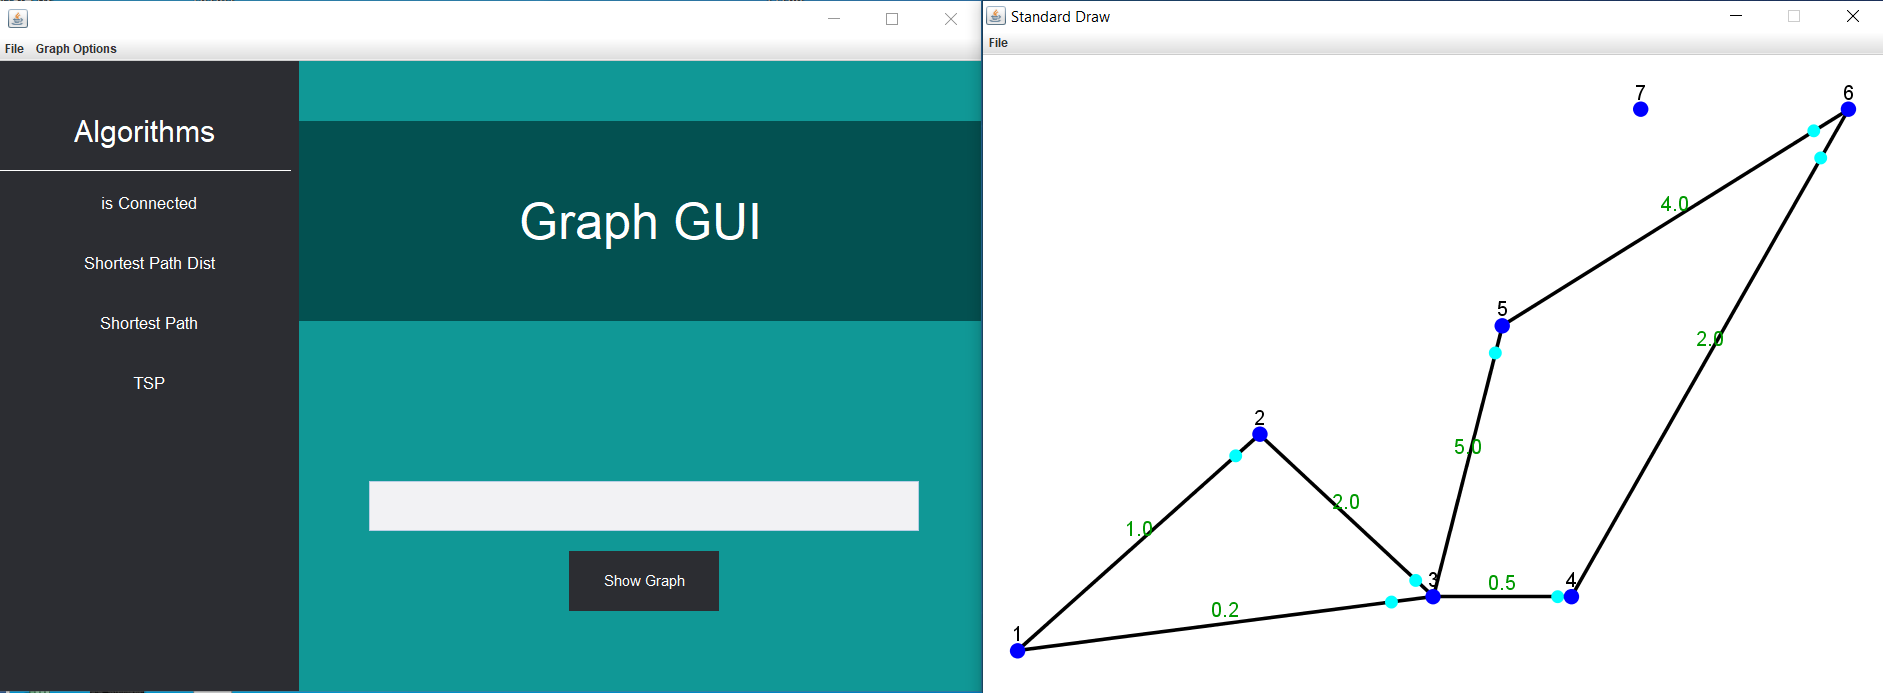 File Graph Options
Algorithms
is Connected
Shortest Path Dist
Shortest Path
TSP
Graph GUI
Show Graph
Standard Draw
File
7
6
4.0
5
2.0
2
5.0
2.0
1.0
3
0.5
4
0.2
1